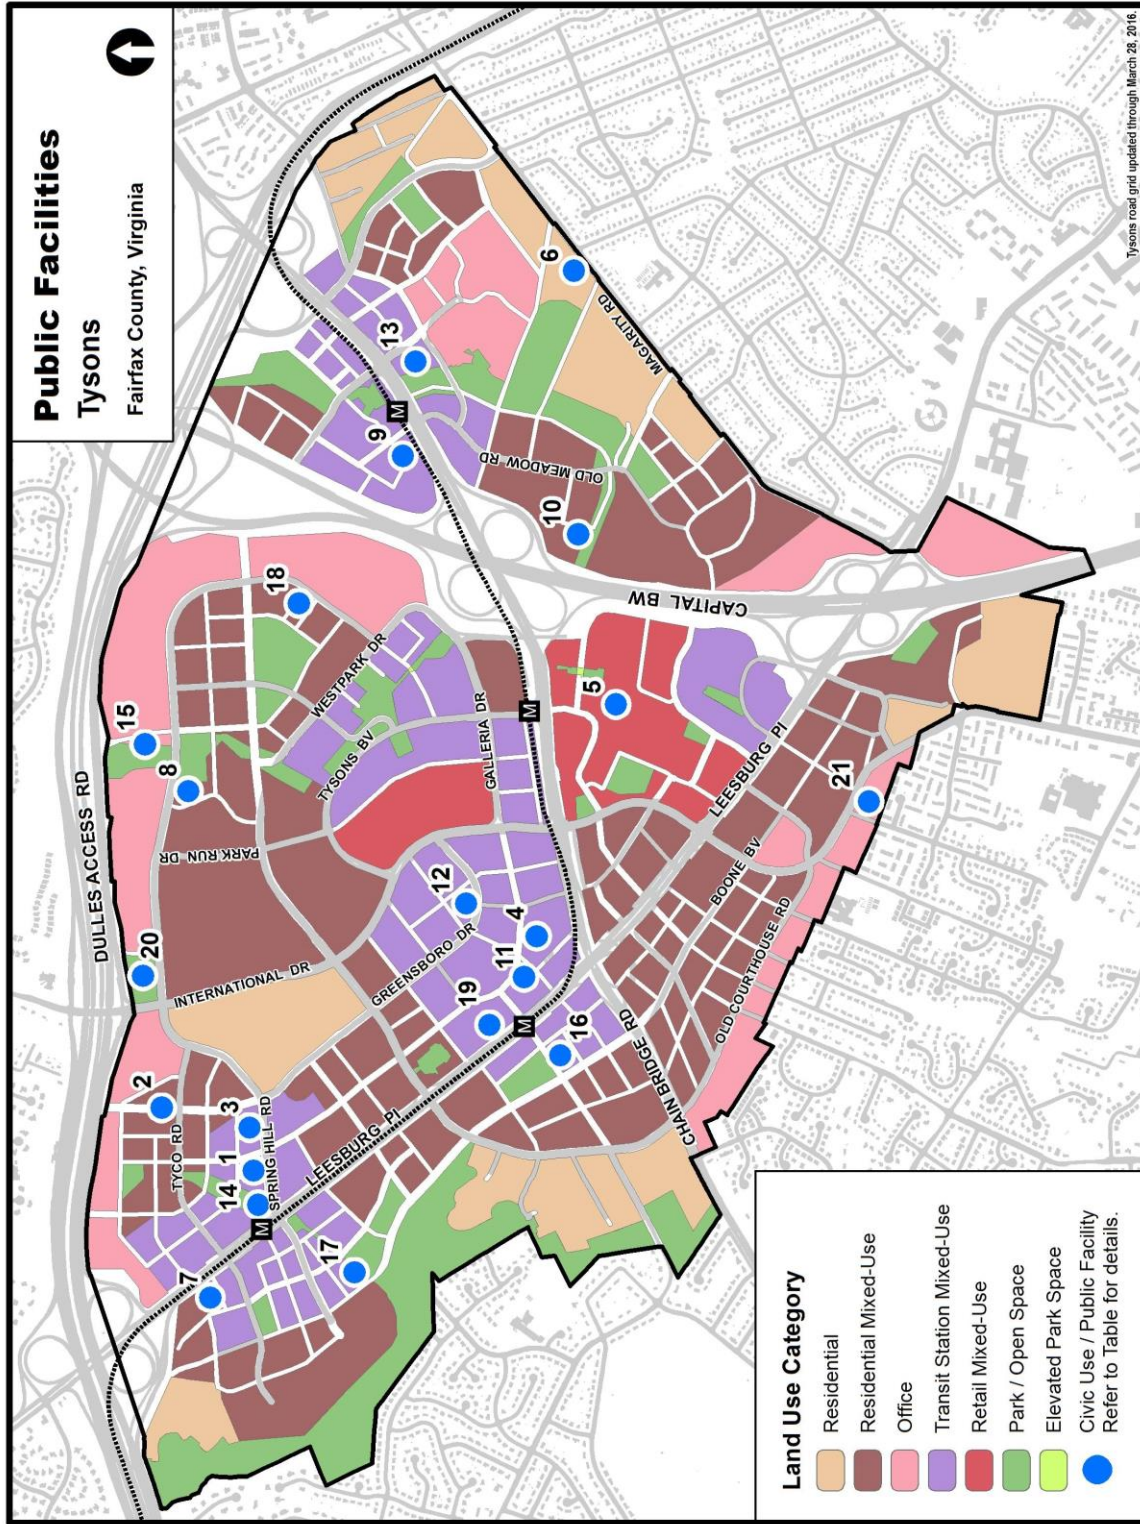 Public Facilities
Tysons
Fairfax County, Virginia
DULLES ACCESS RD
15
8
18
20
2
3
1
14
7
17
19
11
4
12
16
5
9
13
10
6
21
PARK RUN DR
INTERNATIONAL DR
TYCO RD
SPRING HILL RD
LEESBURG PI
GREENSBORO DR
TYSONS BV
WESTPARK DR
GALLERIA DR
CAPITAL BW
OLD MEADOW RD
MAGARITY RD
LEESBURG PI
BOONE BV
OLD COURTHOUSE RD
CHAIN BRIDGE RD
M
M
M
M
Land Use Category
Residential
Residential Mixed-Use
Office
Transit Station Mixed-Use
Retail Mixed-Use
Park / Open Space
Elevated Park Space
Civic Use / Public Facility
Refer to Table for details.
Tysons road grid updated through March 28, 2016.